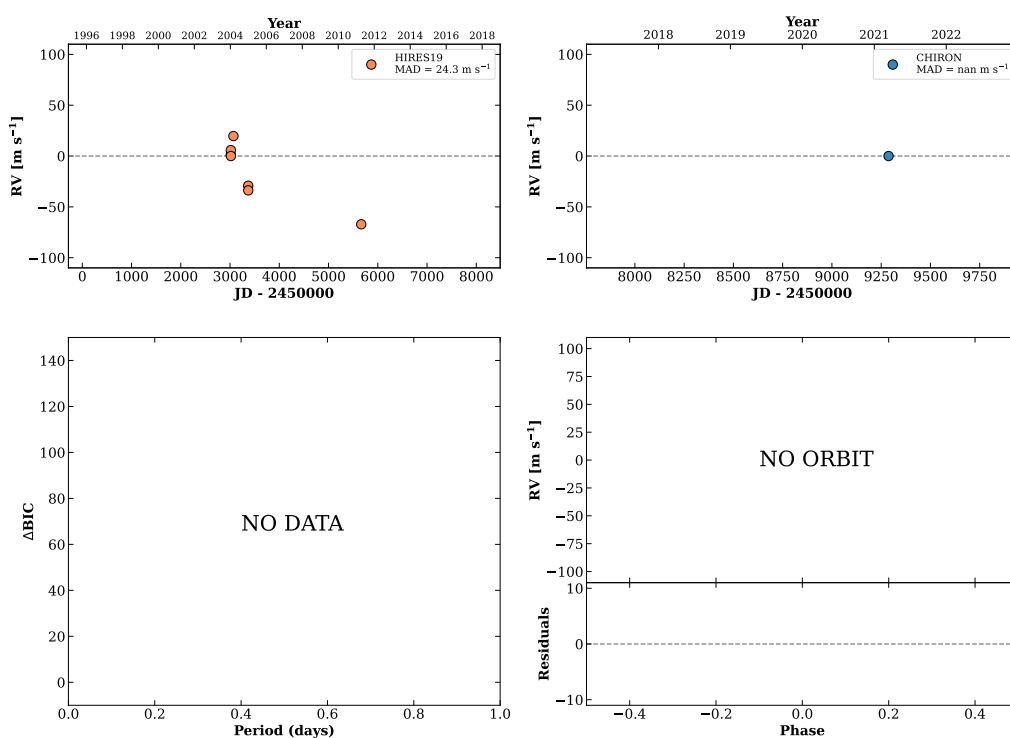 Year
1996 1998 2000 2002 2004 2006 2008 2010 2012 2014 2016 2018
100
50
0
−50
−100
RV [m s⁻¹]
HIRES19
MAD = 24.3 m s⁻¹
0 1000 2000 3000 4000 5000 6000 7000 8000
JD - 2450000
Year
2018 2019 2020 2021 2022
100
50
0
−50
−100
RV [m s⁻¹]
CHIRON
MAD = nan m s⁻¹
8000 8250 8500 8750 9000 9250 9500 9750
JD - 2450000
140
120
100
80
60
40
20
0
ΔBIC
NO DATA
0.0 0.2 0.4 0.6 0.8 1.0
Period (days)
100
75
50
25
0
−25
−50
−75
−100
RV [m s⁻¹]
NO ORBIT
10
0
−10
Residuals
−0.4 −0.2 0.0 0.2 0.4
Phase